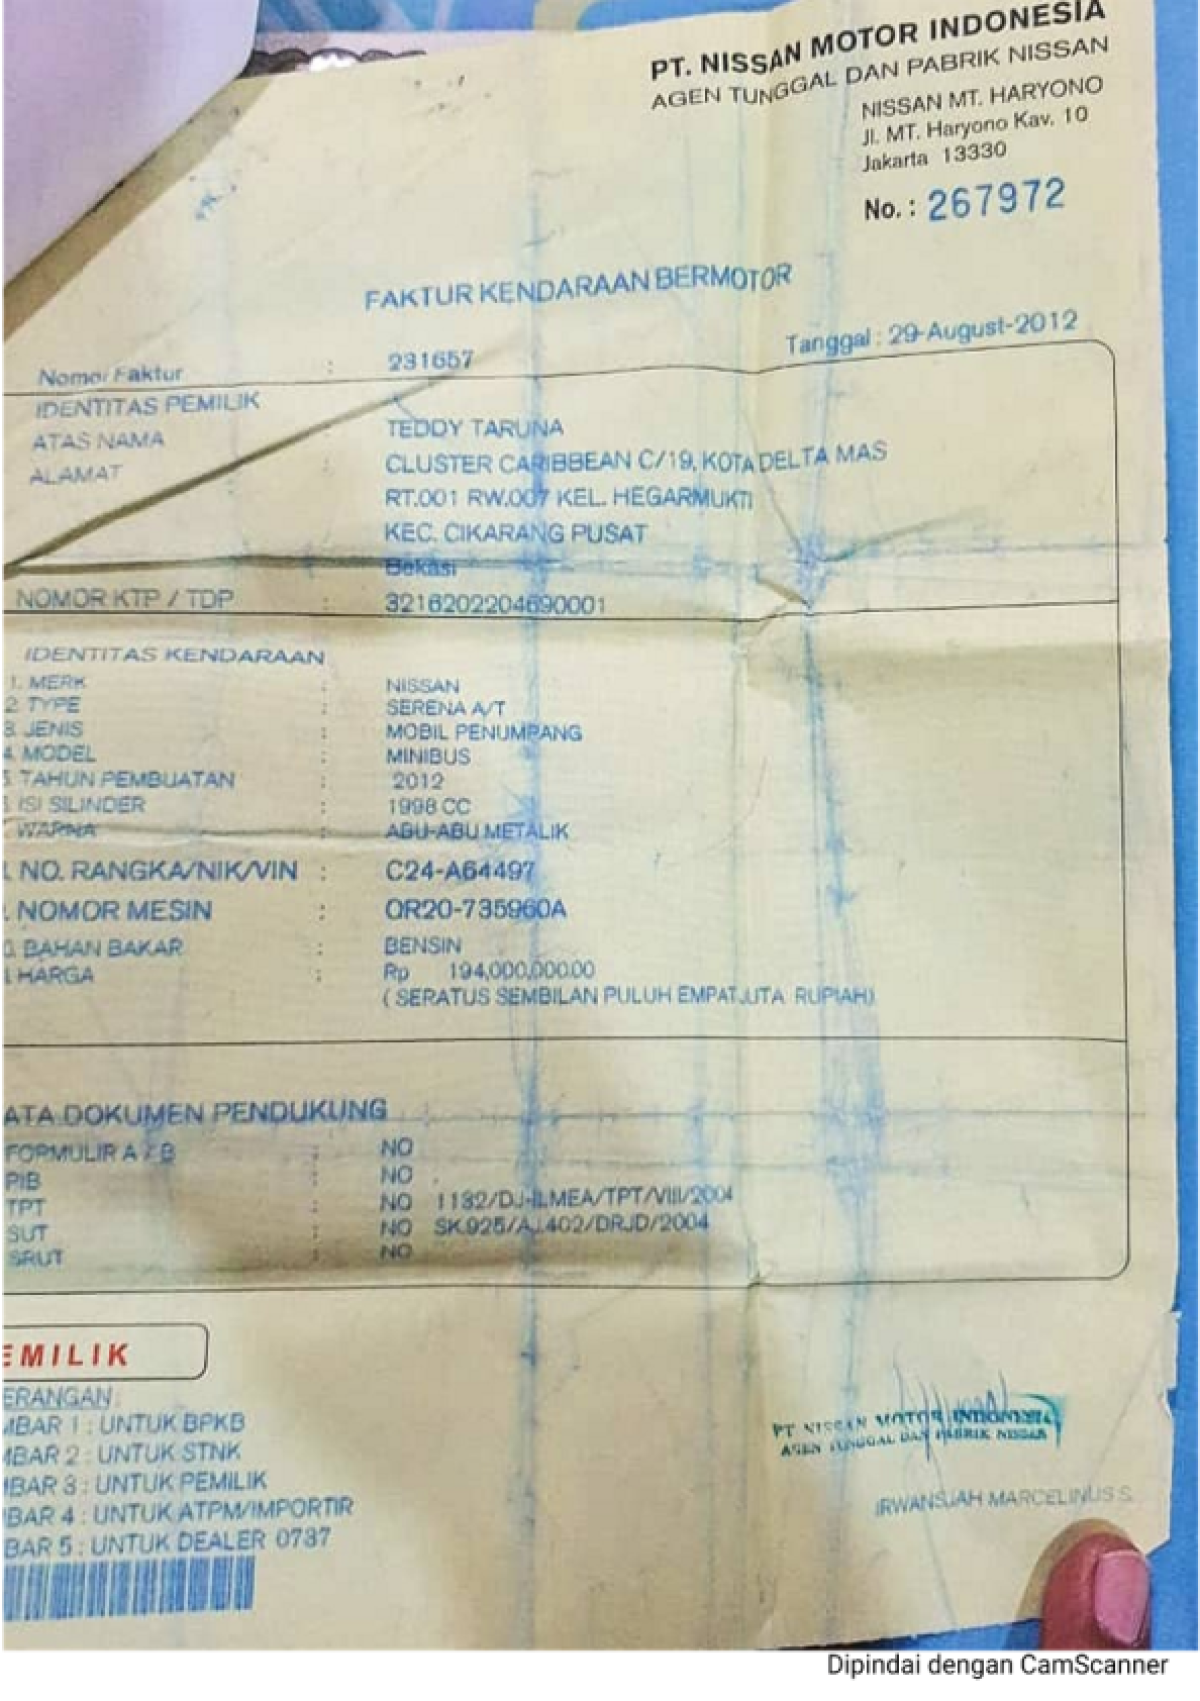 PT. NISSAN MOTOR INDONESIA
AGEN TUNGGAL DAN PABRIK NISSAN
NISSAN MT. HARYONO
Jl. MT. Haryono Kav. 10
Jakarta 13330
No. : 267972
FAKTUR KENDARAAN BERMOTOR
Tanggal : 29-August-2012
Nomor Faktur : 231657
IDENTITAS PEMILIK
ATAS NAMA : TEDDY TARUNA
ALAMAT : CLUSTER CARIBBEAN C/19, KOTA DELTA MAS
RT.001 RW.007 KEL. HEGARMUKTI
KEC. CIKARANG PUSAT
Bekasi
NOMOR KTP / TDP : 3216202204690001
IDENTITAS KENDARAAN
1. MERK : NISSAN
2. TYPE : SERENA A/T
3. JENIS : MOBIL PENUMPANG
4. MODEL : MINIBUS
. TAHUN PEMBUATAN : 2012
. ISI SILINDER : 1998 CC
WARNA : ABU-ABU METALIK
. NO. RANGKA/NIK/VIN : C24-A64497
. NOMOR MESIN : QR20-735960A
0. BAHAN BAKAR : BENSIN
. HARGA : Rp 194,000,000.00
( SERATUS SEMBILAN PULUH EMPAT JUTA RUPIAH)
ATA DOKUMEN PENDUKUNG
FORMULIR A / B : NO
PIB : NO .
TPT : NO 1132/DJ-ILMEA/TPT/VIII/2004
SUT : NO SK.925/AJ.402/DRJD/2004
SRUT : NO
EMILIK
ERANGAN :
MBAR 1 : UNTUK BPKB
MBAR 2 : UNTUK STNK
MBAR 3 : UNTUK PEMILIK
BAR 4 : UNTUK ATPM/IMPORTIR
BAR 5 : UNTUK DEALER 0737
PT NISSAN MOTOR INDONESIA
AGEN TUNGGAL DAN PABRIK NISSAN
IRWANSJAH MARCELINUS S.
Dipindai dengan CamScanner